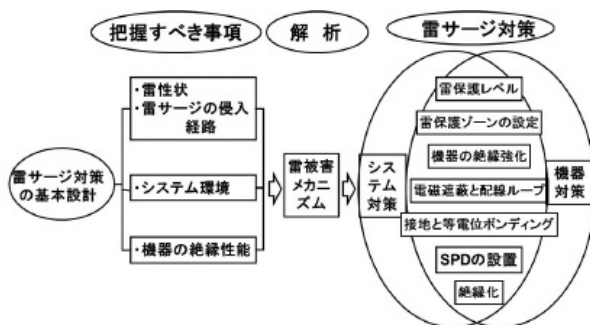 把握すべき事項
解析
雷サージ対策
雷サージ対策
の基本設計
・雷性状
・雷サージの侵入
経路
・システム環境
・機器の絶縁性能
雷被害
メカニ
ズム
シス
テム
対策
雷保護レベル
雷保護ゾーンの設定
機器の絶縁強化
電磁遮蔽と配線ループ
接地と等電位ボンディング
SPDの設置
絶縁化
機器
対策